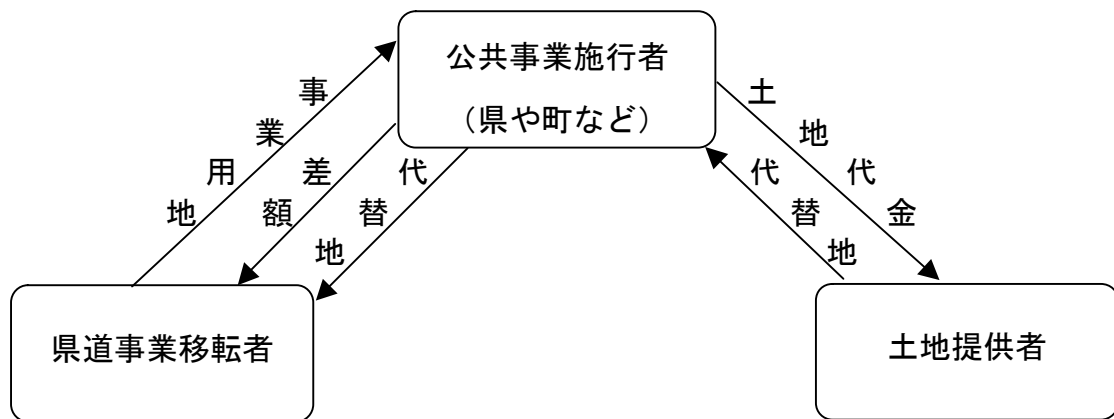 公共事業施行者
（県や町など）
事業用地
差額
代替地
土地代金
代替地
県道事業移転者
土地提供者